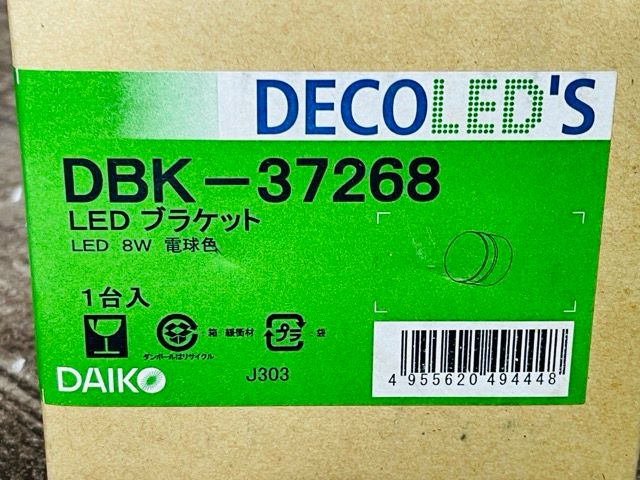 DECOLED'S
DBK-37268
LED ブラケット
LED 8W 電球色
1台入
箱 緩衝材 プラ 袋
ダンボールはリサイクル
DAIKO
J303
4 955620 494448